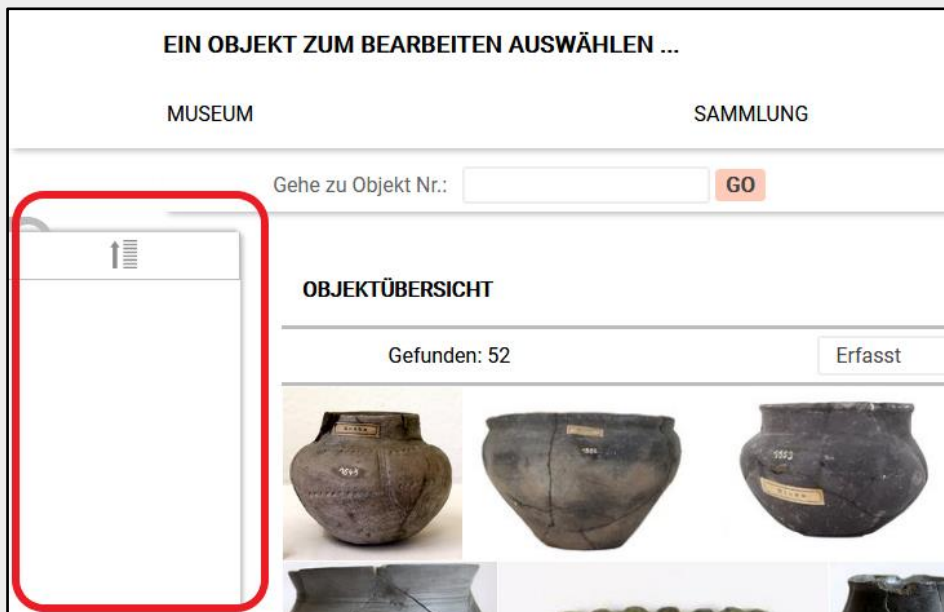 EIN OBJEKT ZUM BEARBEITEN AUSWÄHLEN ...
MUSEUM SAMMLUNG
Gehe zu Objekt Nr.: GO
OBJEKTÜBERSICHT
Gefunden: 52 Erfasst